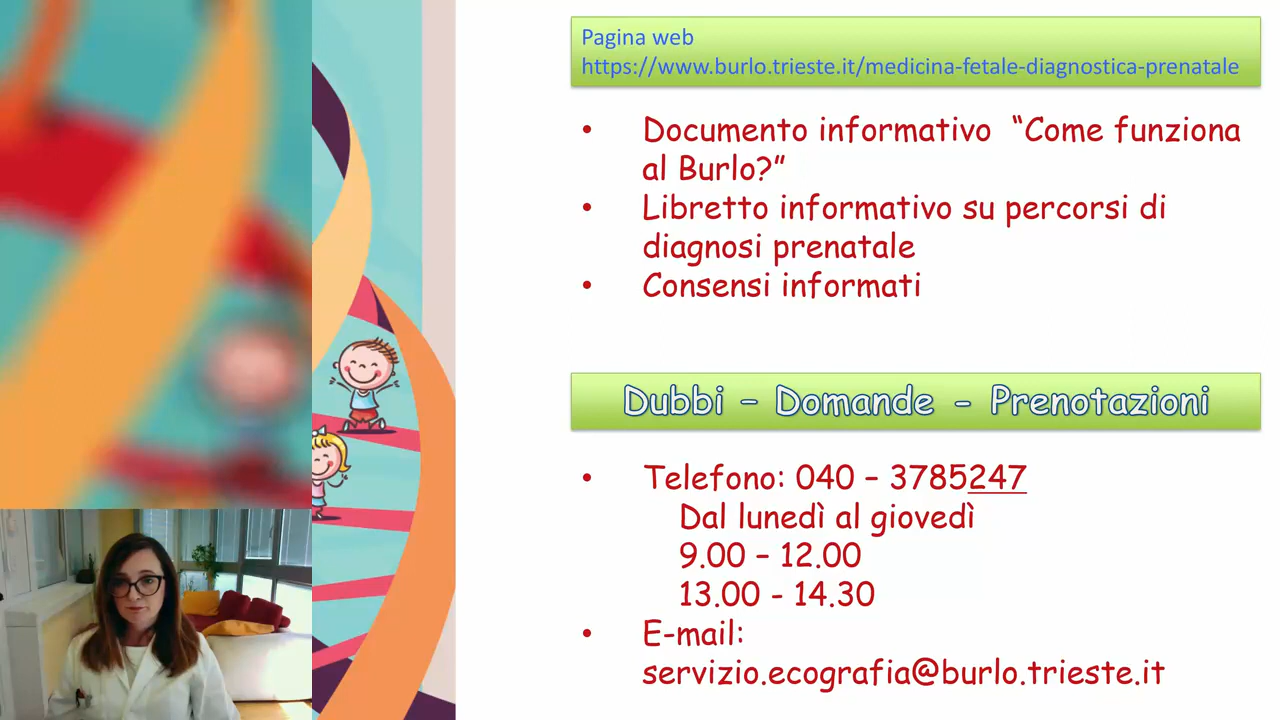 Pagina web
https://www.burlo.trieste.it/medicina-fetale-diagnostica-prenatale
• Documento informativo “Come funziona
al Burlo?”
• Libretto informativo su percorsi di
diagnosi prenatale
• Consensi informati
Dubbi – Domande - Prenotazioni
• Telefono: 040 – 3785247
Dal lunedì al giovedì
9.00 – 12.00
13.00 - 14.30
• E-mail:
servizio.ecografia@burlo.trieste.it